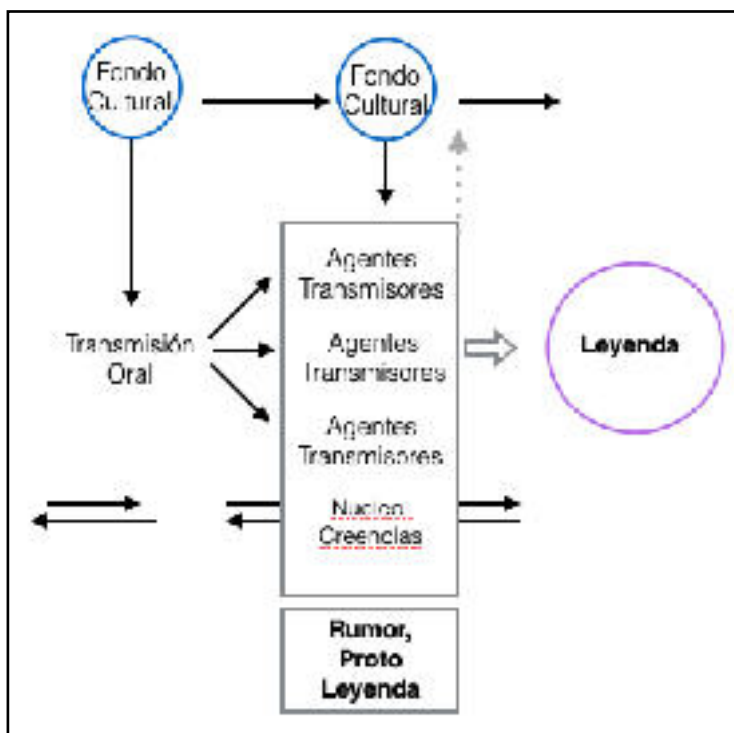 Fondo
Cultural
Fondo
Cultural
Agentes
Transmisores
Transmisión
Oral
Agentes
Transmisores
Leyenda
Agentes
Transmisores
Nucleo
Creencias
Rumor,
Proto
Leyenda